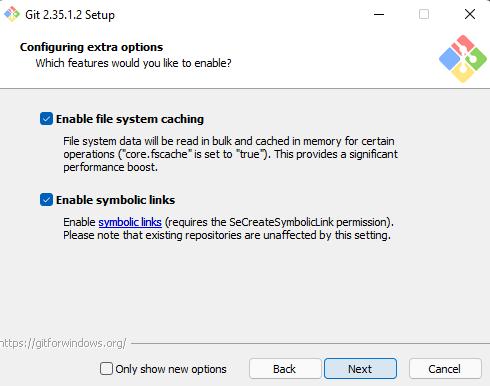 Git 2.35.1.2 Setup
Configuring extra options
Which features would you like to enable?
Enable file system caching
File system data will be read in bulk and cached in memory for certain
operations ("core.fscache" is set to "true"). This provides a significant
performance boost.
Enable symbolic links
Enable symbolic links (requires the SeCreateSymbolicLink permission).
Please note that existing repositories are unaffected by this setting.
https://gitforwindows.org/
Only show new options
Back
Next
Cancel